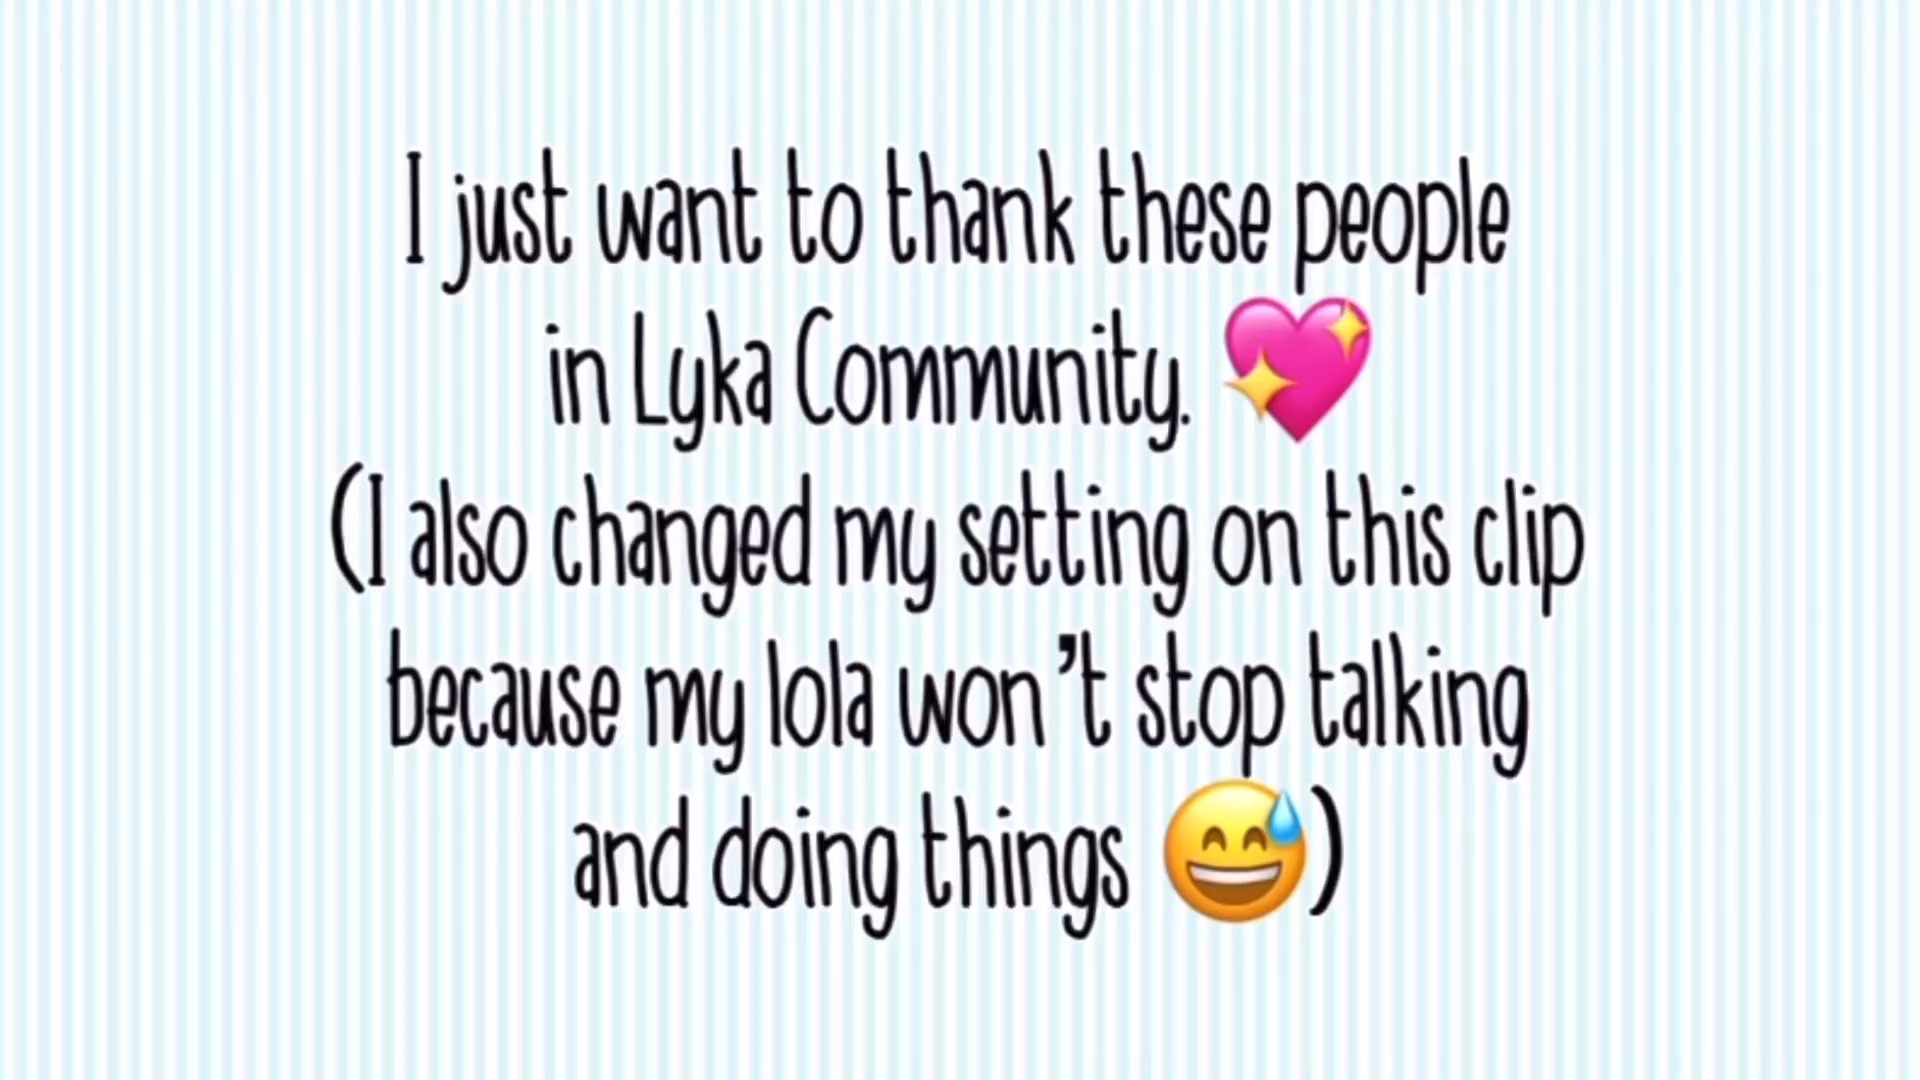 I just want to thank these people
in Lyka Community. 💖
(I also changed my setting on this clip
because my lola won't stop talking
and doing things 😅)